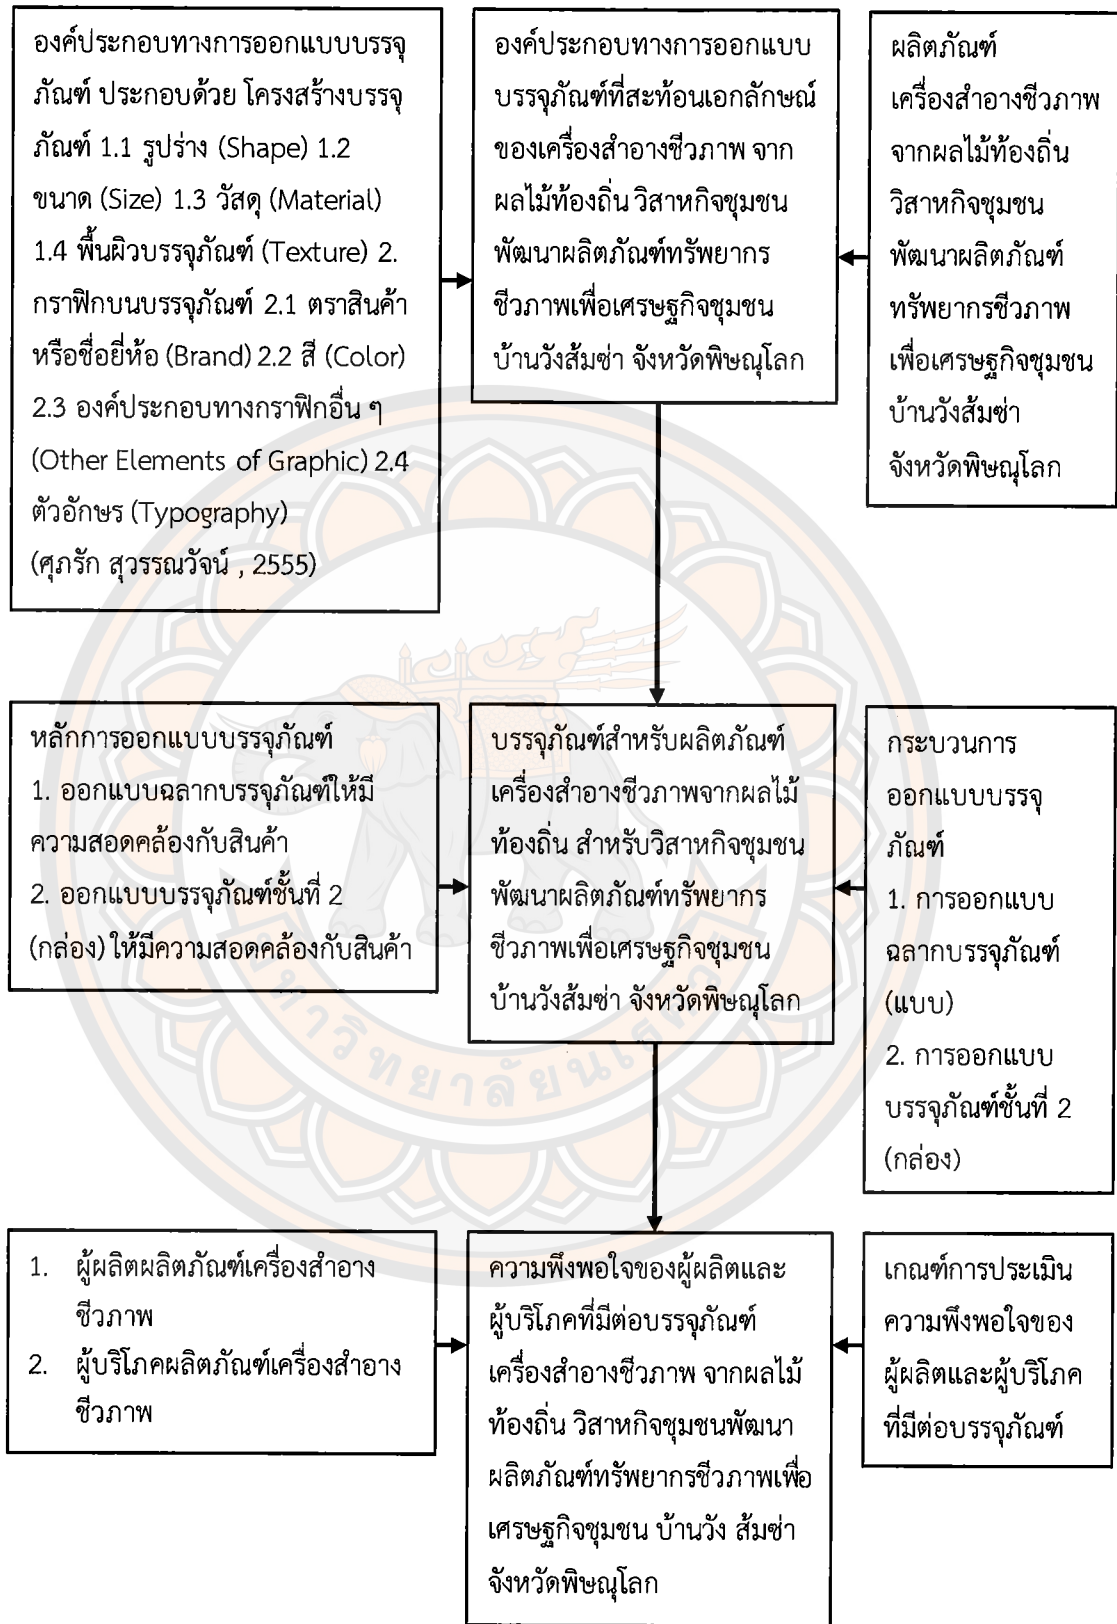 องค์ประกอบทางการออกแบบบรรจุ
ภัณฑ์ ประกอบด้วย โครงสร้างบรรจุ
ภัณฑ์ 1.1 รูปร่าง (Shape) 1.2
ขนาด (Size) 1.3 วัสดุ (Material)
1.4 พื้นผิวบรรจุภัณฑ์ (Texture) 2.
กราฟิกบนบรรจุภัณฑ์ 2.1 ตราสินค้า
หรือชื่อยี่ห้อ (Brand) 2.2 สี (Color)
2.3 องค์ประกอบทางกราฟิกอื่น ๆ
(Other Elements of Graphic) 2.4
ตัวอักษร (Typography)
(ศุภรัก สุวรรณวัจน์ , 2555)
องค์ประกอบทางการออกแบบ
บรรจุภัณฑ์ที่สะท้อนเอกลักษณ์
ของเครื่องสำอางชีวภาพ จาก
ผลไม้ท้องถิ่น วิสาหกิจชุมชน
พัฒนาผลิตภัณฑ์ทรัพยากร
ชีวภาพเพื่อเศรษฐกิจชุมชน
บ้านวังส้มซ่า จังหวัดพิษณุโลก
ผลิตภัณฑ์
เครื่องสำอางชีวภาพ
จากผลไม้ท้องถิ่น
วิสาหกิจชุมชน
พัฒนาผลิตภัณฑ์
ทรัพยากรชีวภาพ
เพื่อเศรษฐกิจชุมชน
บ้านวังส้มซ่า
จังหวัดพิษณุโลก
หลักการออกแบบบรรจุภัณฑ์
1. ออกแบบฉลากบรรจุภัณฑ์ให้มี
ความสอดคล้องกับสินค้า
2. ออกแบบบรรจุภัณฑ์ชั้นที่ 2
(กล่อง) ให้มีความสอดคล้องกับสินค้า
บรรจุภัณฑ์สำหรับผลิตภัณฑ์
เครื่องสำอางชีวภาพจากผลไม้
ท้องถิ่น สำหรับวิสาหกิจชุมชน
พัฒนาผลิตภัณฑ์ทรัพยากร
ชีวภาพเพื่อเศรษฐกิจชุมชน
บ้านวังส้มซ่า จังหวัดพิษณุโลก
กระบวนการ
ออกแบบบรรจุ
ภัณฑ์
1. การออกแบบ
ฉลากบรรจุภัณฑ์
(แบบ)
2. การออกแบบ
บรรจุภัณฑ์ชั้นที่ 2
(กล่อง)
มหาวิทยาลัยนเรศวร
1. ผู้ผลิตผลิตภัณฑ์เครื่องสำอาง
ชีวภาพ
2. ผู้บริโภคผลิตภัณฑ์เครื่องสำอาง
ชีวภาพ
ความพึงพอใจของผู้ผลิตและ
ผู้บริโภคที่มีต่อบรรจุภัณฑ์
เครื่องสำอางชีวภาพ จากผลไม้
ท้องถิ่น วิสาหกิจชุมชนพัฒนา
ผลิตภัณฑ์ทรัพยากรชีวภาพเพื่อ
เศรษฐกิจชุมชน บ้านวัง ส้มซ่า
จังหวัดพิษณุโลก
เกณฑ์การประเมิน
ความพึงพอใจของ
ผู้ผลิตและผู้บริโภค
ที่มีต่อบรรจุภัณฑ์